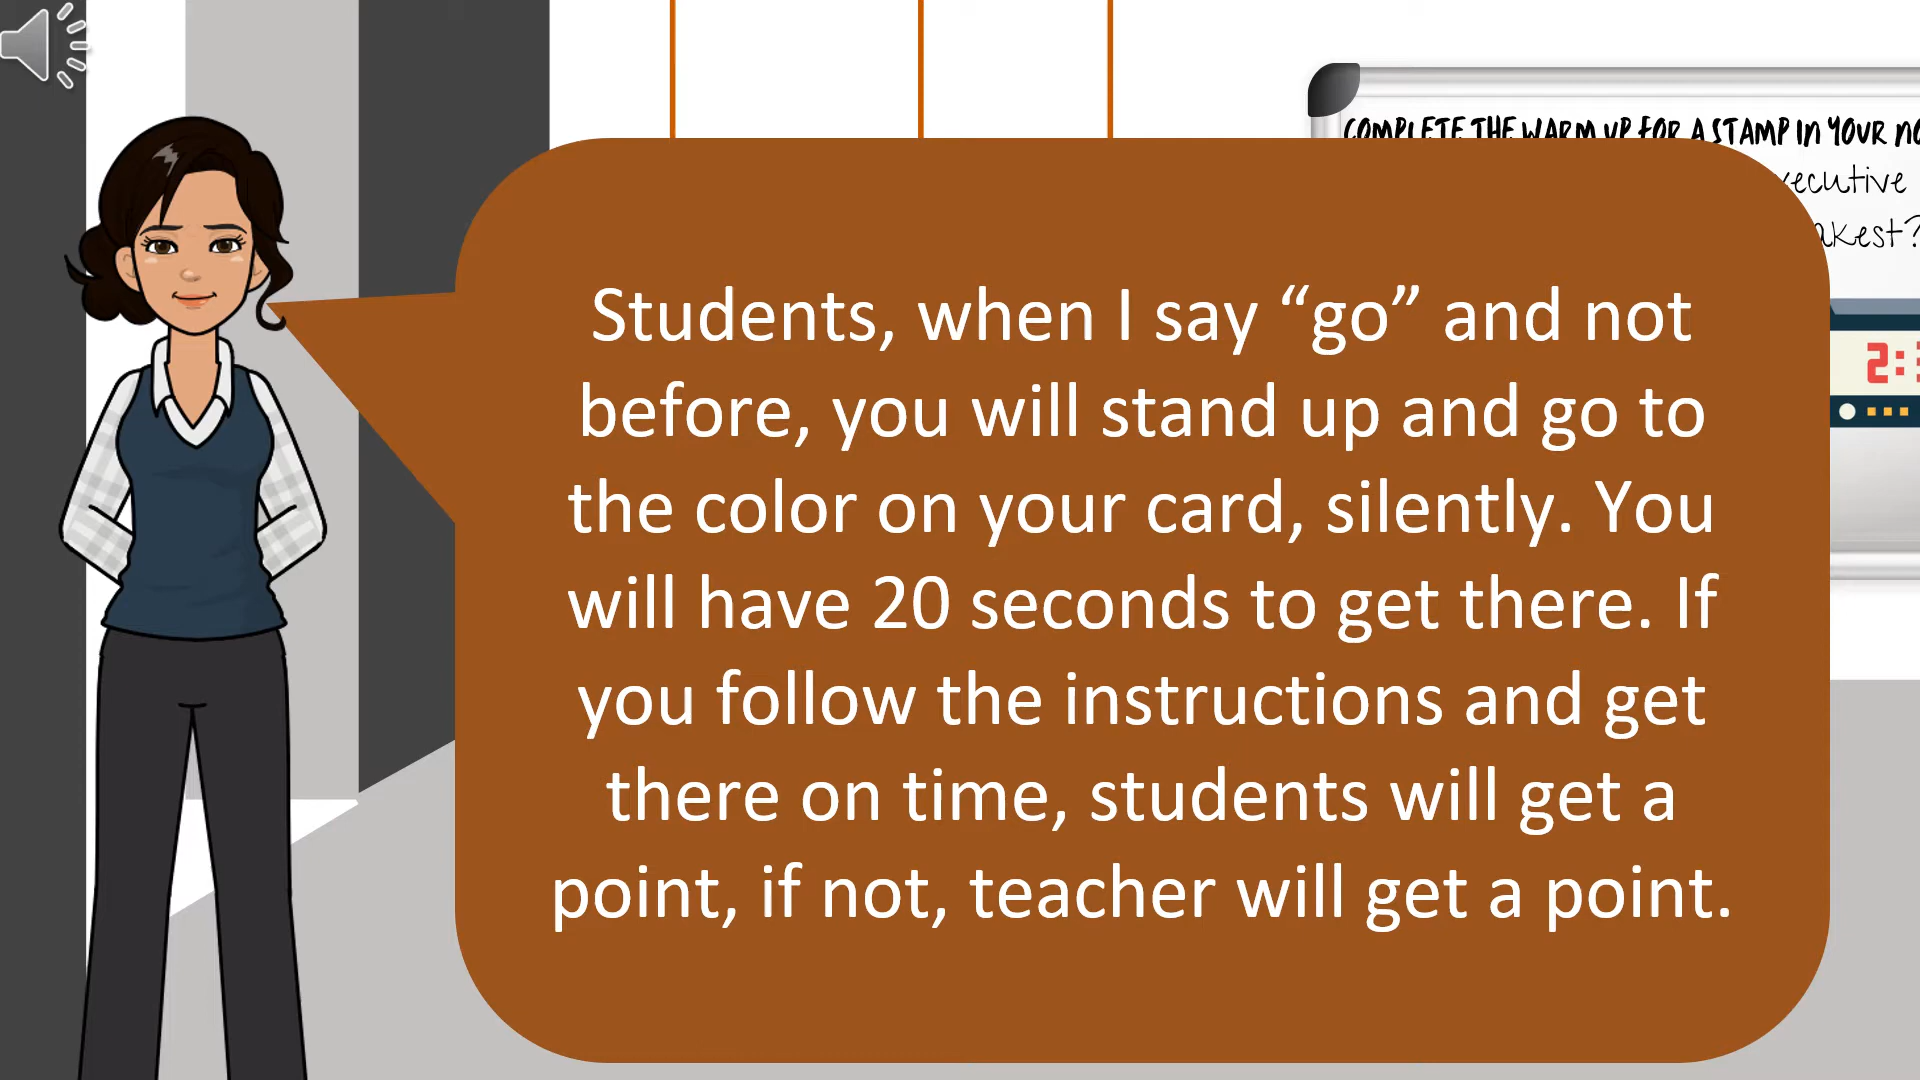 COMPLETE THE WARM UP FOR A STAMP IN YOUR
Students, when I say “go” and not
before, you will stand up and go to
the color on your card, silently. You
will have 20 seconds to get there. If
you follow the instructions and get
there on time, students will get a
point, if not, teacher will get a point.